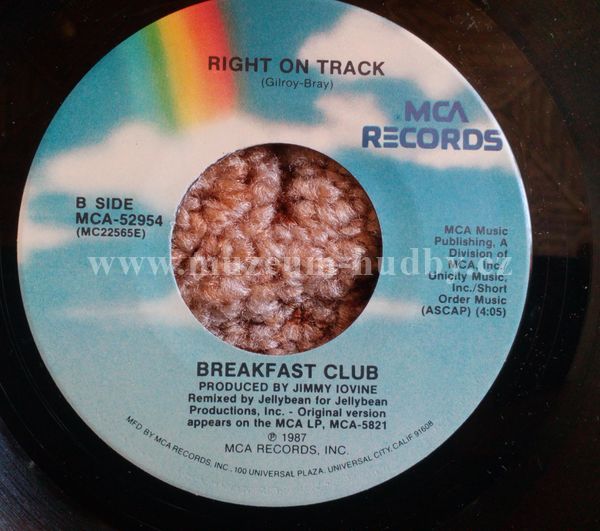 RIGHT ON TRACK
(Gilroy-Bray)
MCA
RECORDS
B SIDE
MCA-52954
(MC22565E)
MCA Music
Publishing, A
Division of
MCA, Inc./
Unicity Music,
Inc./Short
Order Music
(ASCAP) (4:05)
www.muzeum-hudby.cz
BREAKFAST CLUB
PRODUCED BY JIMMY IOVINE
Remixed by Jellybean for Jellybean
Productions, Inc. - Original version
appears on the MCA LP, MCA-5821
℗ 1987
MCA RECORDS, INC.
MFD BY MCA RECORDS, INC., 100 UNIVERSAL PLAZA, UNIVERSAL CITY, CALIF. 91608